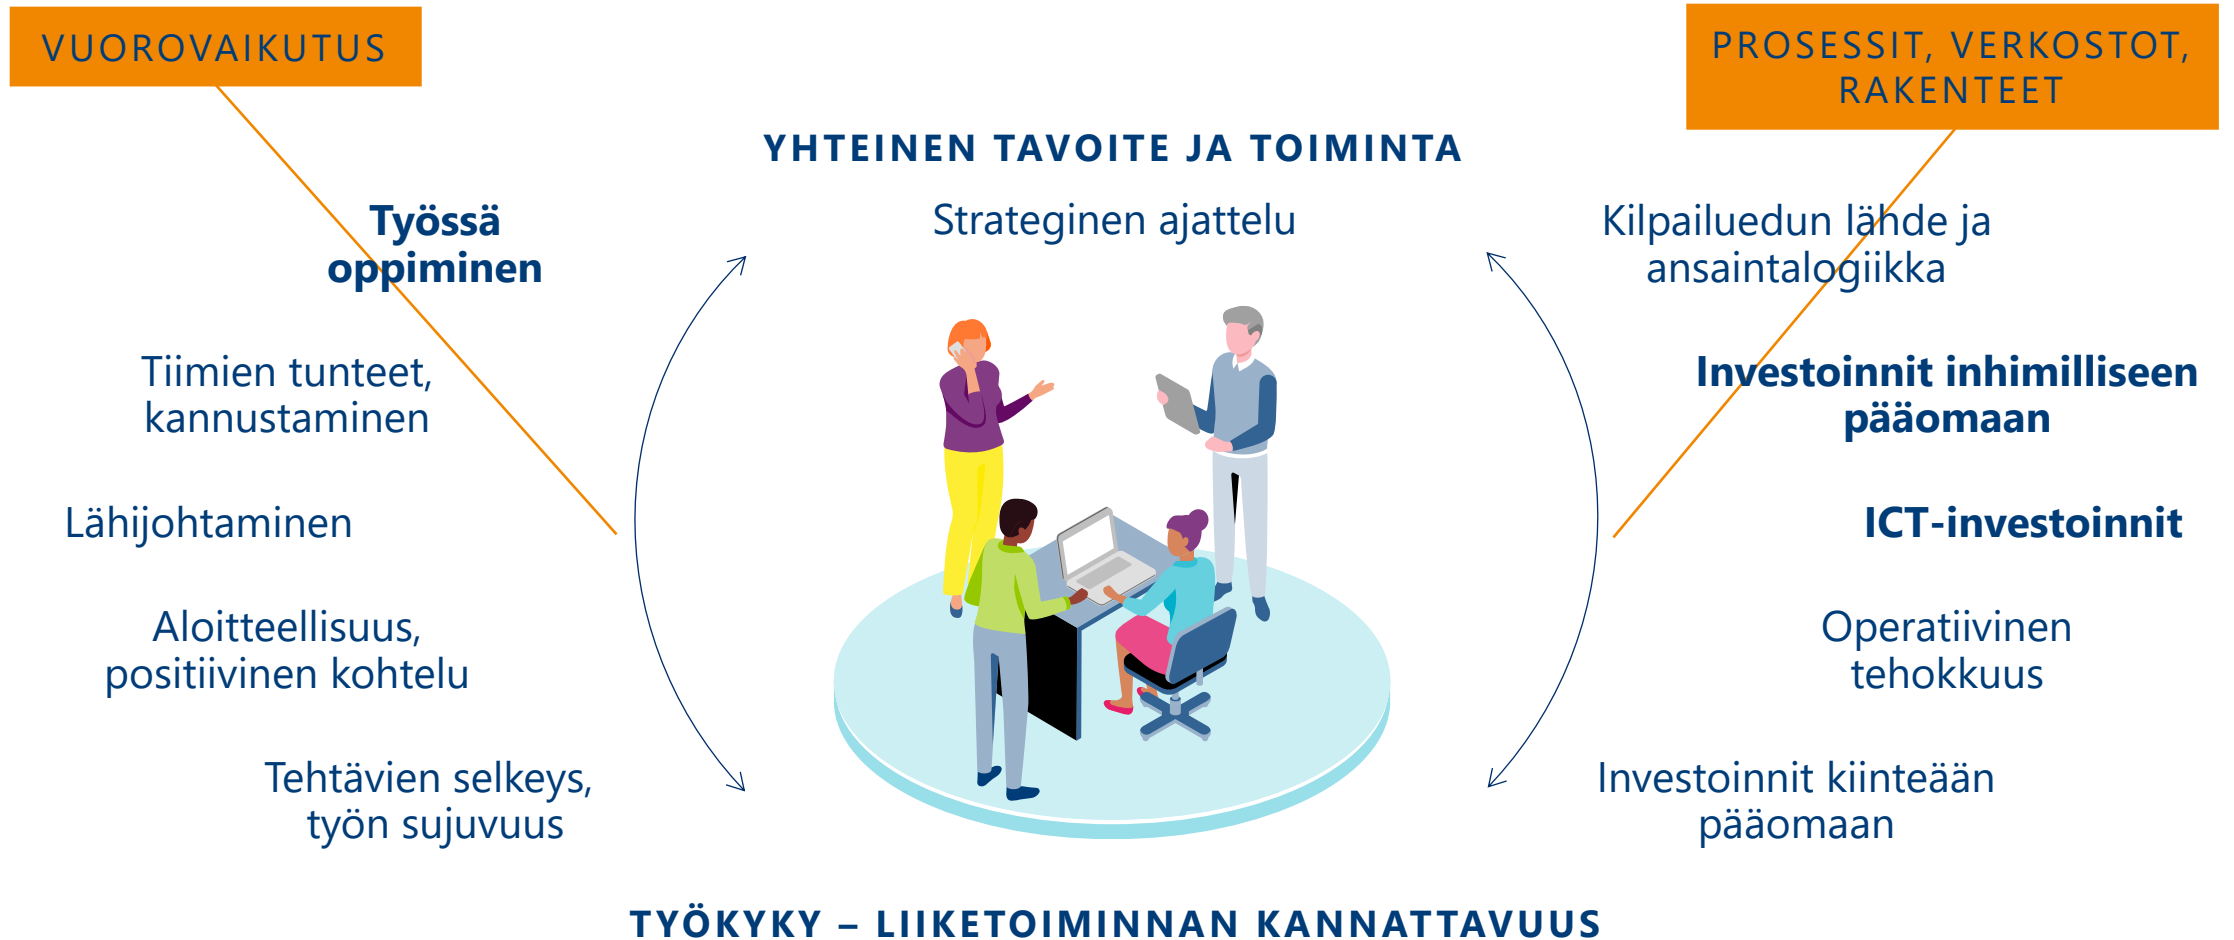 VUOROVAIKUTUS
PROSESSIT, VERKOSTOT,
RAKENTEET
YHTEINEN TAVOITE JA TOIMINTA
Strateginen ajattelu
Työssä
oppiminen
Tiimien tunteet,
kannustaminen
Lähijohtaminen
Aloitteellisuus,
positiivinen kohtelu
Tehtävien selkeys,
työn sujuvuus
Kilpailuedun lähde ja
ansaintalogiikka
Investoinnit inhimilliseen
pääomaan
ICT-investoinnit
Operatiivinen
tehokkuus
Investoinnit kiinteään
pääomaan
TYÖKYKY – LIIKETOIMINNAN KANNATTAVUUS